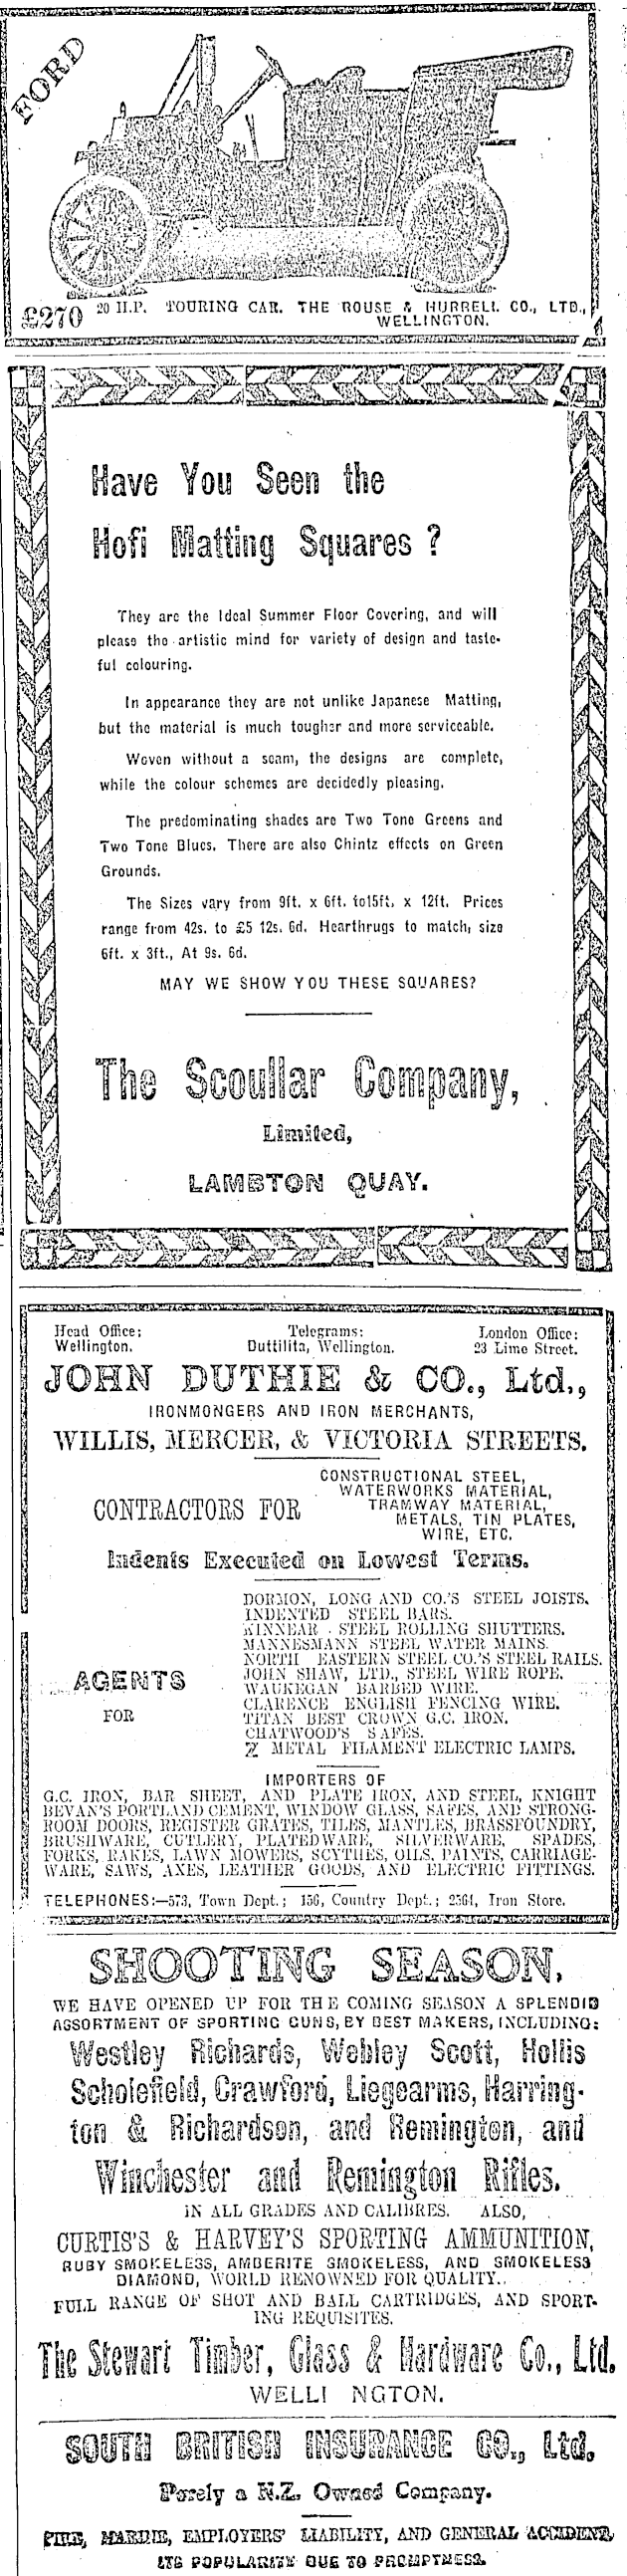 FORD
£270 20 H.P. TOURING CAR. THE ROUSE & HURRELL CO., LTD.,
WELLINGTON.
Have You Seen the
Hofi Matting Squares ?
They are the Ideal Summer Floor Covering, and will
please the artistic mind for variety of design and taste-
ful colouring.
In appearance they are not unlike Japanese Matting,
but the material is much tougher and more serviceable.
Woven without a seam, the designs are complete,
while the colour schemes are decidedly pleasing.
The predominating shades are Two Tone Greens and
Two Tone Blues. There are also Chintz effects on Green
Grounds.
The Sizes vary from 9ft. x 6ft. to15ft. x 12ft. Prices
range from 42s. to £5 12s. 6d. Hearthrugs to match, size
6ft. x 3ft., At 9s. 6d.
MAY WE SHOW YOU THESE SQUARES?
The Scoullar Company,
Limited,
LAMBTON QUAY.
Head Office: Telegrams: London Office:
Wellington. Duttilita, Wellington. 23 Lime Street.
JOHN DUTHIE & CO., Ltd.,
IRONMONGERS AND IRON MERCHANTS,
WILLIS, MERCER, & VICTORIA STREETS.
CONTRACTORS FOR
CONSTRUCTIONAL STEEL,
WATERWORKS MATERIAL,
TRAMWAY MATERIAL,
METALS, TIN PLATES,
WIRE, ETC.
Indents Executed on Lowest Terms.
AGENTS
FOR
DORMON, LONG AND CO.'S STEEL JOISTS.
INDENTED STEEL BARS.
KINNEAR STEEL ROLLING SHUTTERS.
MANNESMANN STEEL WATER MAINS.
NORTH EASTERN STEEL CO.'S STEEL RAILS.
JOHN SHAW, LTD., STEEL WIRE ROPE.
WAUKEGAN BARBED WIRE.
CLARENCE ENGLISH FENCING WIRE.
TITAN BEST CROWN G.C. IRON.
CHATWOOD'S SAFES.
Z METAL FILAMENT ELECTRIC LAMPS.
IMPORTERS OF
G.C. IRON, BAR SHEET, AND PLATE IRON, AND STEEL, KNIGHT
BEVAN'S PORTLAND CEMENT, WINDOW GLASS, SAFES, AND STRONG-
ROOM DOORS, REGISTER GRATES, TILES, MANTLES, BRASSFOUNDRY,
BRUSHWARE, CUTLERY, PLATEDWARE, SILVERWARE, SPADES,
FORKS, RAKES, LAWN MOWERS, SCYTHES, OILS, PAINTS, CARRIAGE-
WARE, SAWS, AXES, LEATHER GOODS, AND ELECTRIC FITTINGS.
TELEPHONES:—573, Town Dept.; 156, Country Dept.; 2564, Iron Store.
SHOOTING SEASON.
WE HAVE OPENED UP FOR THE COMING SEASON A SPLENDID
ASSORTMENT OF SPORTING GUNS, BY BEST MAKERS, INCLUDING:
Westley Richards, Webley Scott, Hollis
Scholefield, Crawford, Liegearms, Harring-
ton & Richardson, and Remington, and
Winchester and Remington Rifles.
IN ALL GRADES AND CALIBRES. ALSO,
CURTIS'S & HARVEY'S SPORTING AMMUNITION,
RUBY SMOKELESS, AMBERITE SMOKELESS, AND SMOKELESS
DIAMOND, WORLD RENOWNED FOR QUALITY..
FULL RANGE OF SHOT AND BALL CARTRIDGES, AND SPORT-
ING REQUISITES.
The Stewart Timber, Glass & Hardware Co., Ltd.
WELLI NGTON.
SOUTH BRITISH INSURANCE CO., Ltd.
Purely a N.Z. Owned Company.
FIRE, MARINE, EMPLOYERS' LIABILITY, AND GENERAL ACCIDENT.
ITS POPULARITY DUE TO PROMPTNESS.